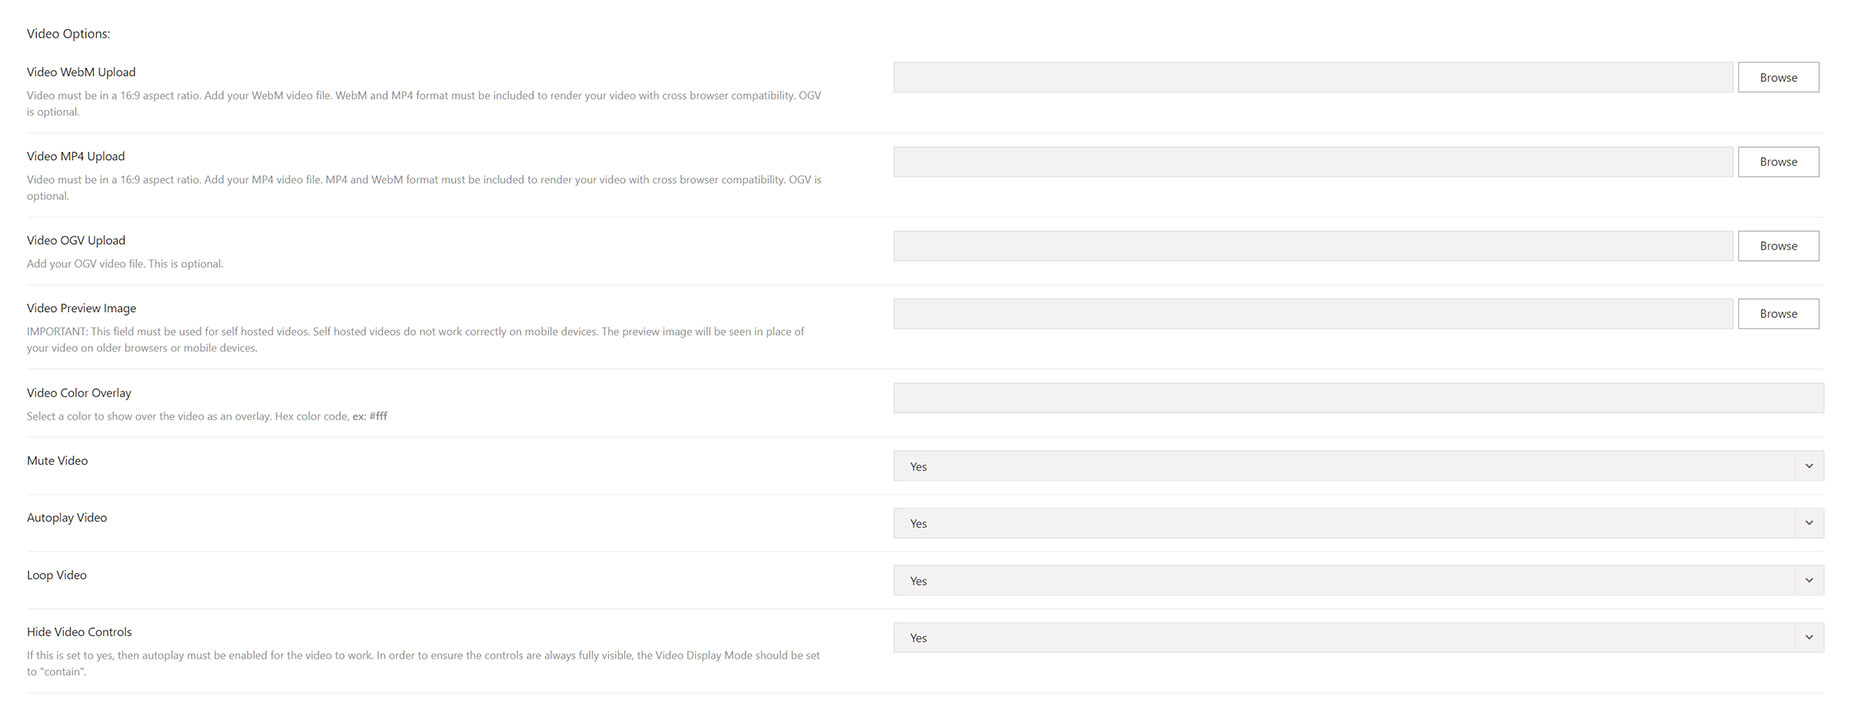 Video Options:
Video WebM Upload
Browse
Video must be in a 16:9 aspect ratio. Add your WebM video file. WebM and MP4 format must be included to render your video with cross browser compatibility. OGV
is optional.
Video MP4 Upload
Browse
Video must be in a 16:9 aspect ratio. Add your MP4 video file. MP4 and WebM format must be included to render your video with cross browser compatibility. OGV is
optional.
Video OGV Upload
Browse
Add your OGV video file. This is optional.
Video Preview Image
Browse
IMPORTANT: This field must be used for self hosted videos. Self hosted videos do not work correctly on mobile devices. The preview image will be seen in place of
your video on older browsers or mobile devices.
Video Color Overlay
Select a color to show over the video as an overlay. Hex color code, ex: #fff
Mute Video
Yes
Autoplay Video
Yes
Loop Video
Yes
Hide Video Controls
Yes
If this is set to yes, then autoplay must be enabled for the video to work. In order to ensure the controls are always fully visible, the Video Display Mode should be set
to "contain".